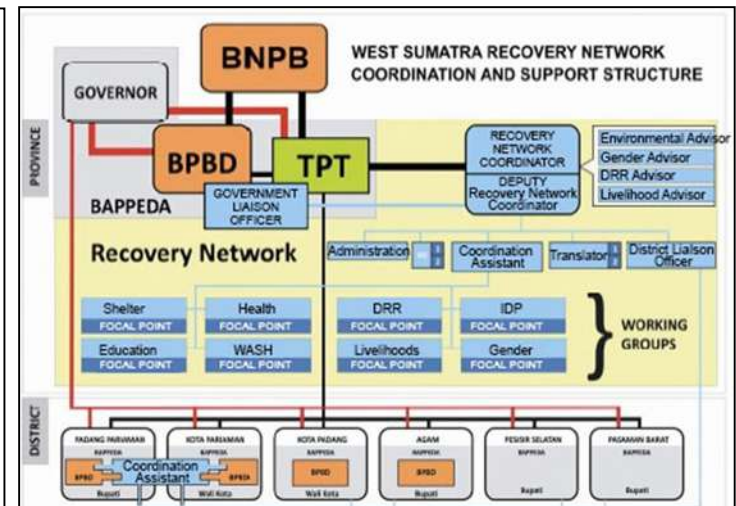 BNPB
WEST SUMATRA RECOVERY NETWORK
COORDINATION AND SUPPORT STRUCTURE
GOVERNOR
PROVINCE
BPBD
TPT
RECOVERY
NETWORK
COORDINATOR
DEPUTY
Recovery Network
Coordinator
Environmental Advisor
Gender Advisor
DRR Advisor
Livelihood Advisor
BAPPEDA
GOVERNMENT
LIAISON
OFFICER
Recovery Network
Administration
Coordination
Assistant
Translator
District Liaison
Officer
Shelter
FOCAL POINT
Health
FOCAL POINT
DRR
FOCAL POINT
IDP
FOCAL POINT
Education
FOCAL POINT
WASH
FOCAL POINT
Livelihoods
FOCAL POINT
Gender
FOCAL POINT
WORKING
GROUPS
DISTRICT
PADANG PARIAMAN
BAPPEDA
BPBD
Bupati
Coordination
Assistant
KOTA PARIAMAN
BAPPEDA
BPBD
Wali Kota
KOTA PADANG
BAPPEDA
BPBD
Wali Kota
AGAM
BAPPEDA
BPBD
Bupati
PESISIR SELATAN
BAPPEDA
Bupati
PASAMAN BARAT
BAPPEDA
Bupati